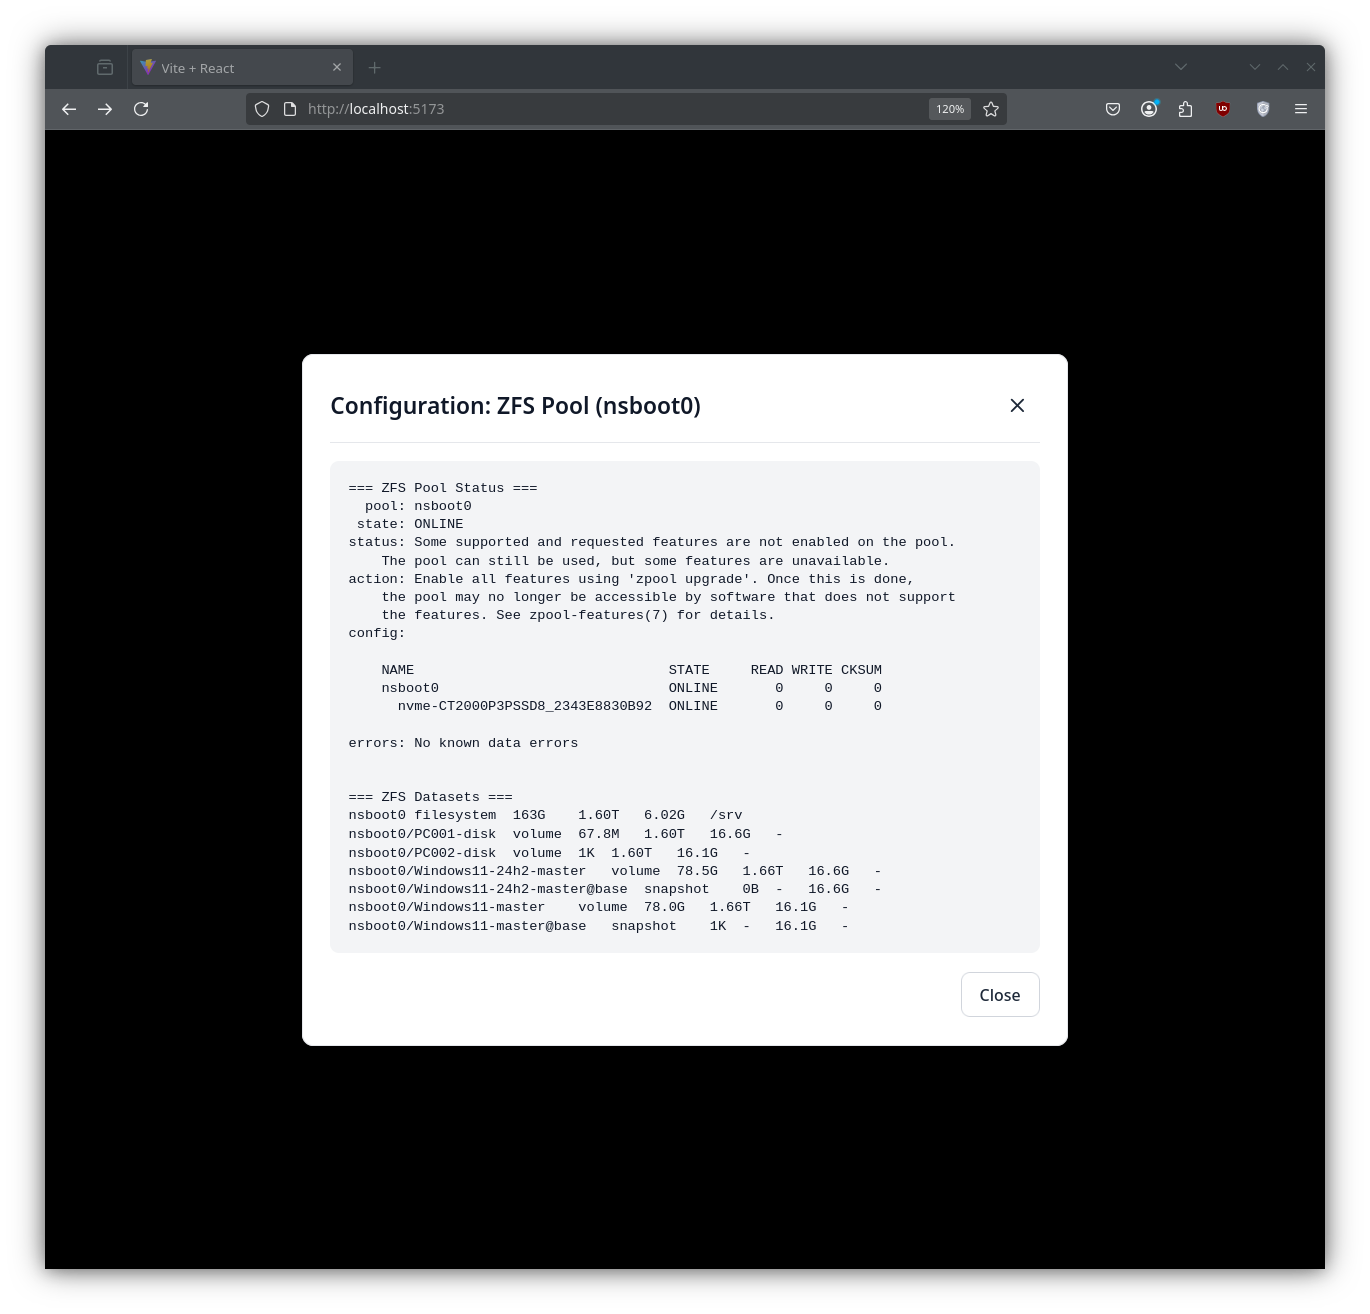 Vite + React
http://localhost:5173
120%
Configuration: ZFS Pool (nsboot0)
=== ZFS Pool Status ===
  pool: nsboot0
 state: ONLINE
status: Some supported and requested features are not enabled on the pool.
    The pool can still be used, but some features are unavailable.
action: Enable all features using 'zpool upgrade'. Once this is done,
    the pool may no longer be accessible by software that does not support
    the features. See zpool-features(7) for details.
config:
    NAME                               STATE     READ WRITE CKSUM
    nsboot0                            ONLINE       0     0     0
      nvme-CT2000P3PSSD8_2343E8830B92  ONLINE       0     0     0
errors: No known data errors
=== ZFS Datasets ===
nsboot0 filesystem  163G    1.60T   6.02G   /srv
nsboot0/PC001-disk  volume  67.8M   1.60T   16.6G   -
nsboot0/PC002-disk  volume  1K  1.60T   16.1G   -
nsboot0/Windows11-24h2-master   volume  78.5G   1.66T   16.6G   -
nsboot0/Windows11-24h2-master@base  snapshot    0B  -   16.6G   -
nsboot0/Windows11-master    volume  78.0G   1.66T   16.1G   -
nsboot0/Windows11-master@base   snapshot    1K  -   16.1G   -
Close